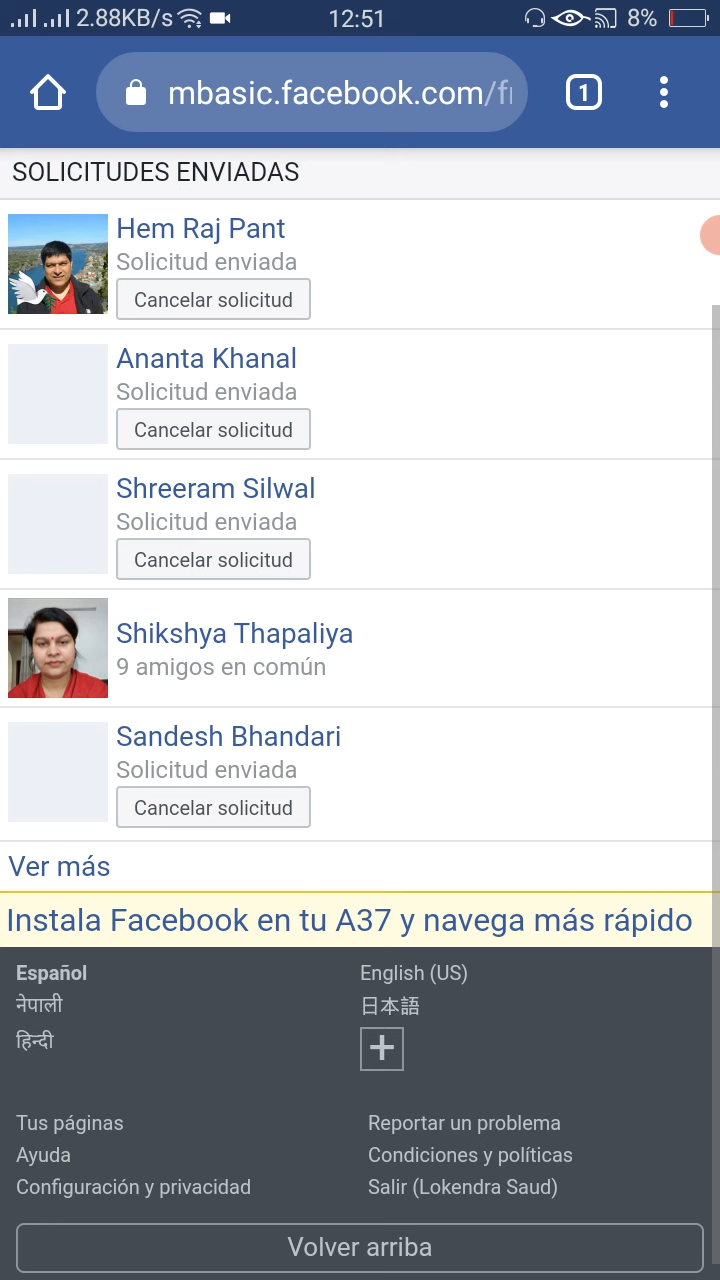 2.88KB/s 12:51 8%
mbasic.facebook.com/f
1
SOLICITUDES ENVIADAS
Hem Raj Pant
Solicitud enviada
Cancelar solicitud
Ananta Khanal
Solicitud enviada
Cancelar solicitud
Shreeram Silwal
Solicitud enviada
Cancelar solicitud
Shikshya Thapaliya
9 amigos en común
Sandesh Bhandari
Solicitud enviada
Cancelar solicitud
Ver más
Instala Facebook en tu A37 y navega más rápido
Español English (US)
नेपाली 日本語
हिन्दी
Tus páginas Reportar un problema
Ayuda Condiciones y políticas
Configuración y privacidad Salir (Lokendra Saud)
Volver arriba